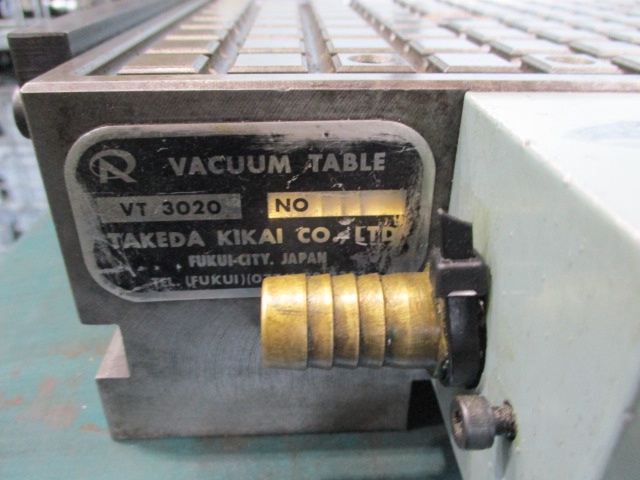 VACUUM TABLE
VT 3020 NO
TAKEDA KIKAI CO., LTD
FUKUI-CITY. JAPAN
TEL. (FUKUI)